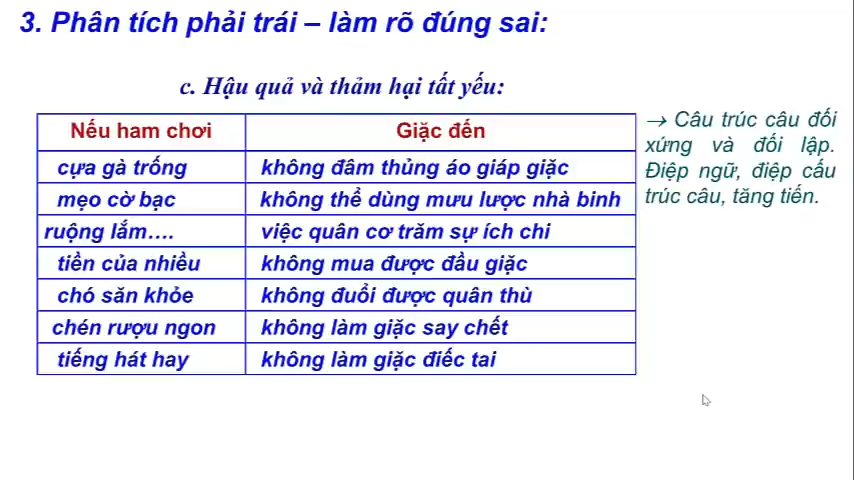 3. Phân tích phải trái – làm rõ đúng sai:
c. Hậu quả và thảm hại tất yếu:
Nếu ham chơi Giặc đến
cựa gà trống không đâm thủng áo giáp giặc
mẹo cờ bạc không thể dùng mưu lược nhà binh
ruộng lắm.... việc quân cơ trăm sự ích chi
tiền của nhiều không mua được đầu giặc
chó săn khỏe không đuổi được quân thù
chén rượu ngon không làm giặc say chết
tiếng hát hay không làm giặc điếc tai
→ Câu trúc câu đối
xứng và đối lập.
Điệp ngữ, điệp cấu
trúc câu, tăng tiến.